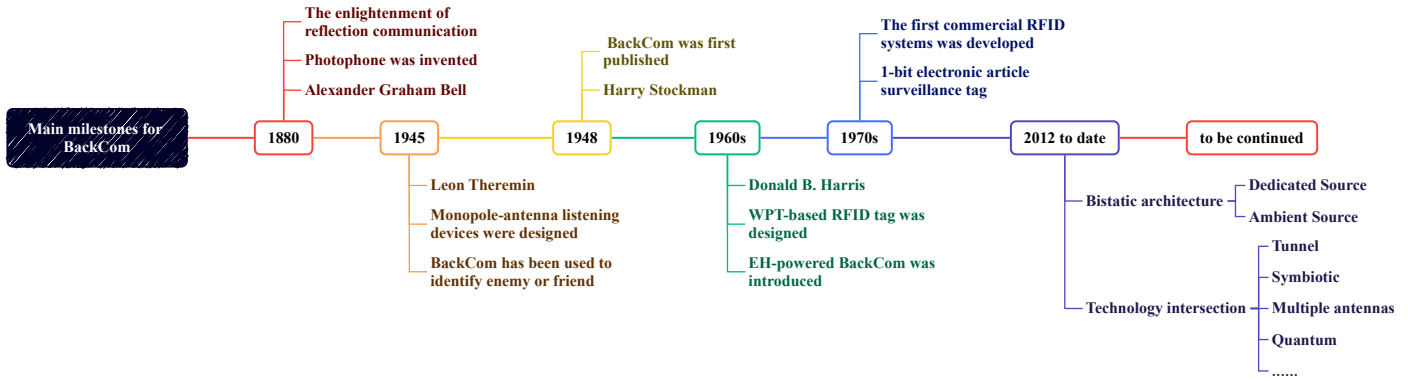 Main milestones for
BackCom
1880
The enlightenment of
reflection communication
Photophone was invented
Alexander Graham Bell
1945
Leon Theremin
Monopole-antenna listening
devices were designed
BackCom has been used to
identify enemy or friend
1948
BackCom was first
published
Harry Stockman
1960s
Donald B. Harris
WPT-based RFID tag was
designed
EH-powered BackCom was
introduced
1970s
The first commercial RFID
systems was developed
1-bit electronic article
surveillance tag
2012 to date
Bistatic architecture
Dedicated Source
Ambient Source
Technology intersection
Tunnel
Symbiotic
Multiple antennas
Quantum
......
to be continued